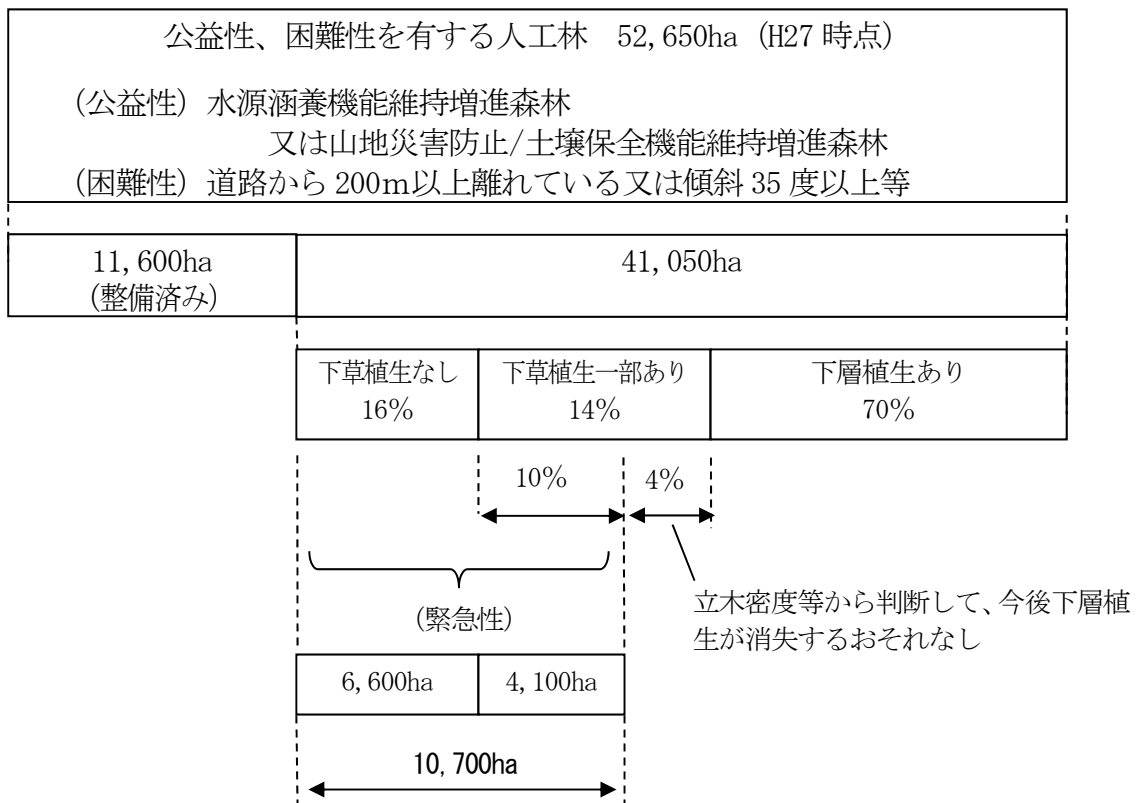 公益性、困難性を有する人工林　52,650ha（H27 時点）
（公益性）水源涵養機能維持増進森林
又は山地災害防止/土壌保全機能維持増進森林
（困難性）道路から 200m以上離れている又は傾斜 35 度以上等
11,600ha
（整備済み）
41,050ha
下草植生なし
16%
下草植生一部あり
14%
下層植生あり
70%
10%
4%
（緊急性）
立木密度等から判断して、今後下層植
生が消失するおそれなし
6,600ha
4,100ha
10,700ha